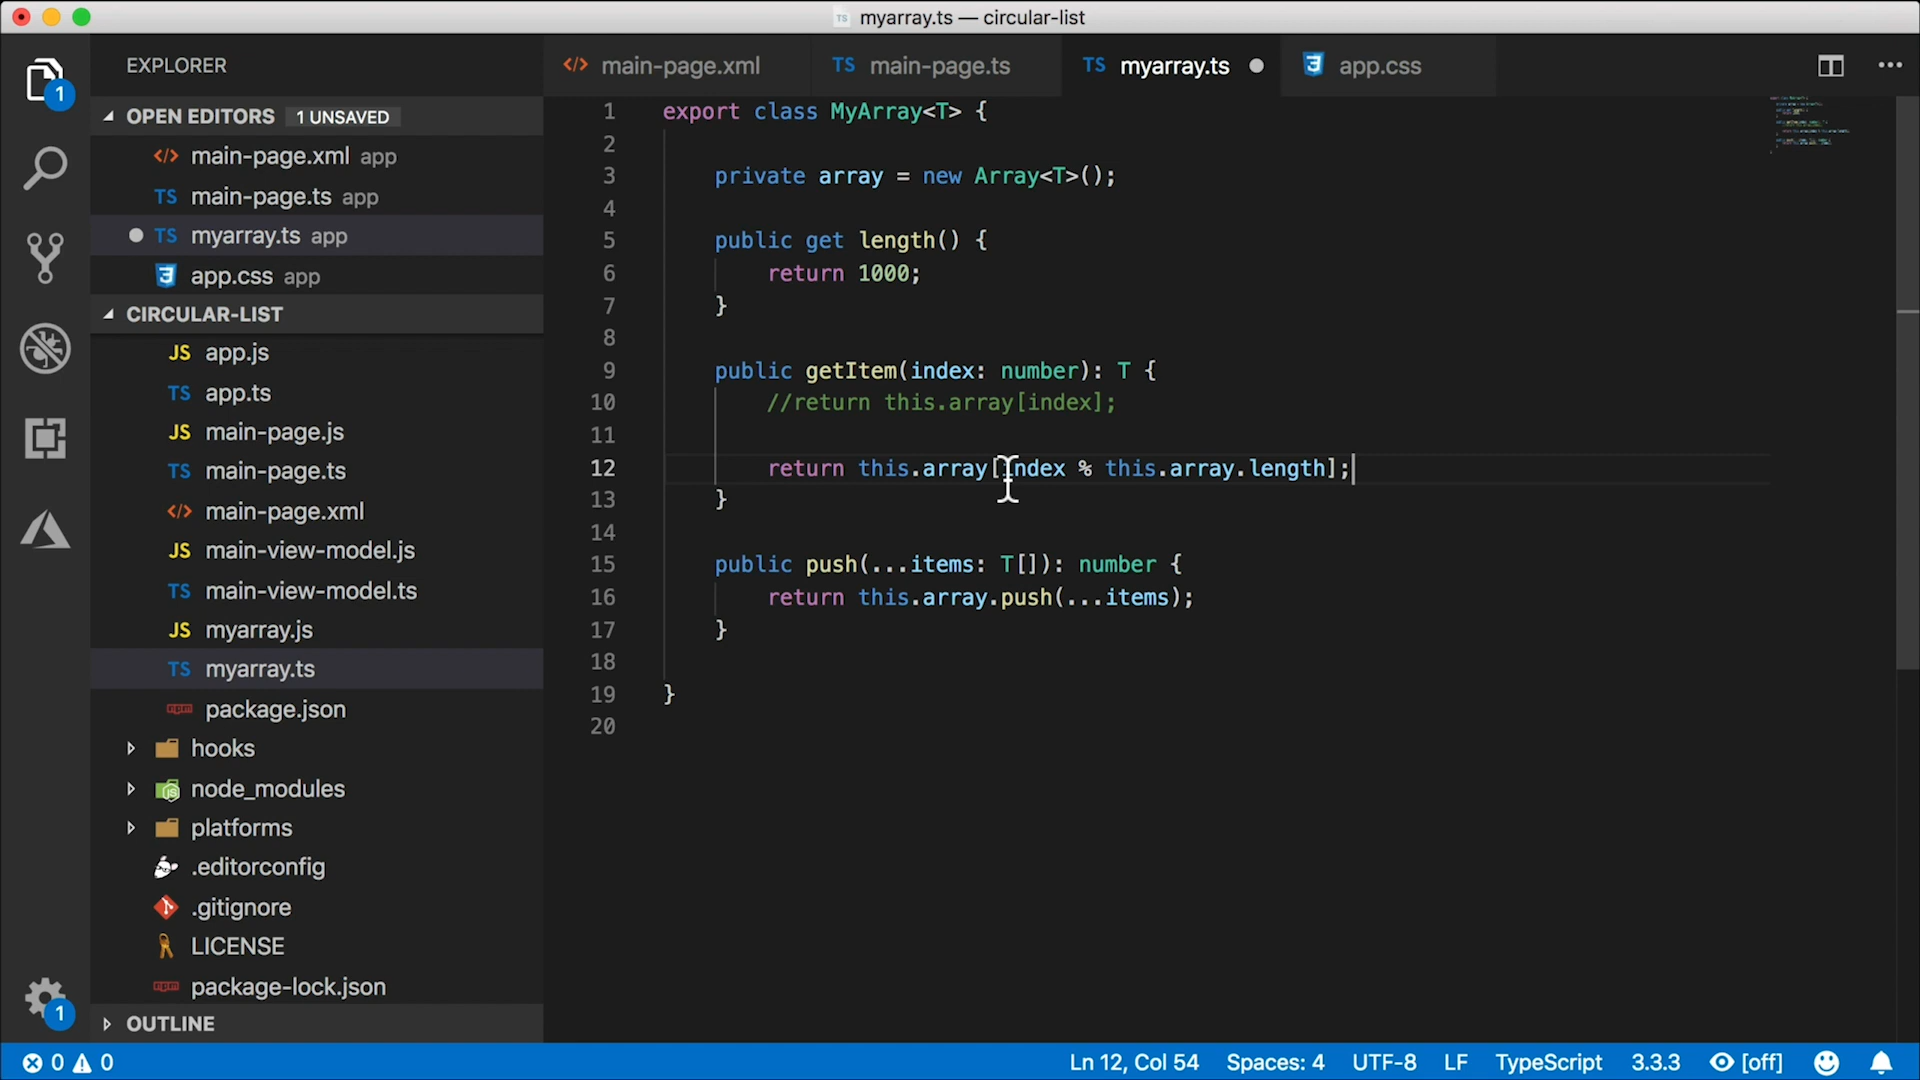 myarray.ts — circular-list
EXPLORER
1
OPEN EDITORS 1 UNSAVED
main-page.xml app
TS main-page.ts app
TS myarray.ts app
app.css app
CIRCULAR-LIST
JS app.js
TS app.ts
JS main-page.js
TS main-page.ts
main-page.xml
JS main-view-model.js
TS main-view-model.ts
JS myarray.js
TS myarray.ts
package.json
hooks
node_modules
platforms
.editorconfig
.gitignore
LICENSE
package-lock.json
1
OUTLINE
main-page.xml TS main-page.ts TS myarray.ts app.css
1 export class MyArray<T> {
2
3 private array = new Array<T>();
4
5 public get length() {
6 return 1000;
7 }
8
9 public getItem(index: number): T {
10 //return this.array[index];
11
12 return this.array[index % this.array.length];
13 }
14
15 public push(...items: T[]): number {
16 return this.array.push(...items);
17 }
18
19 }
20
0 0 Ln 12, Col 54 Spaces: 4 UTF-8 LF TypeScript 3.3.3 [off]